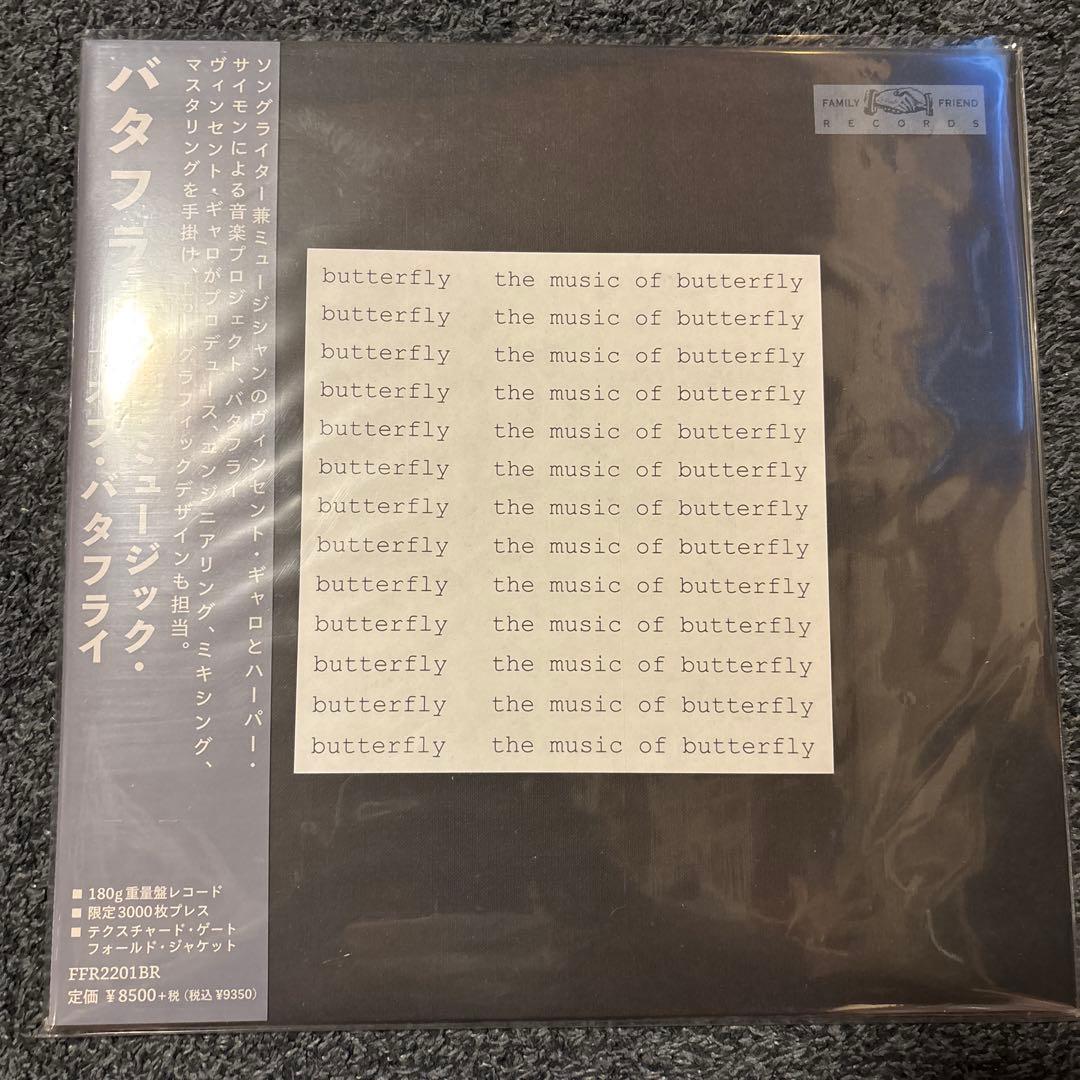 バタフラ ミュージック・
オブ・バタフライ
ソングライター兼ミュージシャンのヴィンセント・ギャロとハーパー・
サイモンによる音楽プロジェクト、バタフライ
ヴィンセント・ギャロがプロデュース、エンジニアリング、ミキシング、
マスタリングを手掛け、 グラフィックデザインも担当。
■ 180g重量盤レコード
■ 限定3000枚プレス
■ テクスチャード・ゲート
フォールド・ジャケット
FFR2201BR
定価 ¥8500+税 (税込 ¥9350)
FAMILY FRIEND
RECORDS
butterfly the music of butterfly
butterfly the music of butterfly
butterfly the music of butterfly
butterfly the music of butterfly
butterfly the music of butterfly
butterfly the music of butterfly
butterfly the music of butterfly
butterfly the music of butterfly
butterfly the music of butterfly
butterfly the music of butterfly
butterfly the music of butterfly
butterfly the music of butterfly
butterfly the music of butterfly